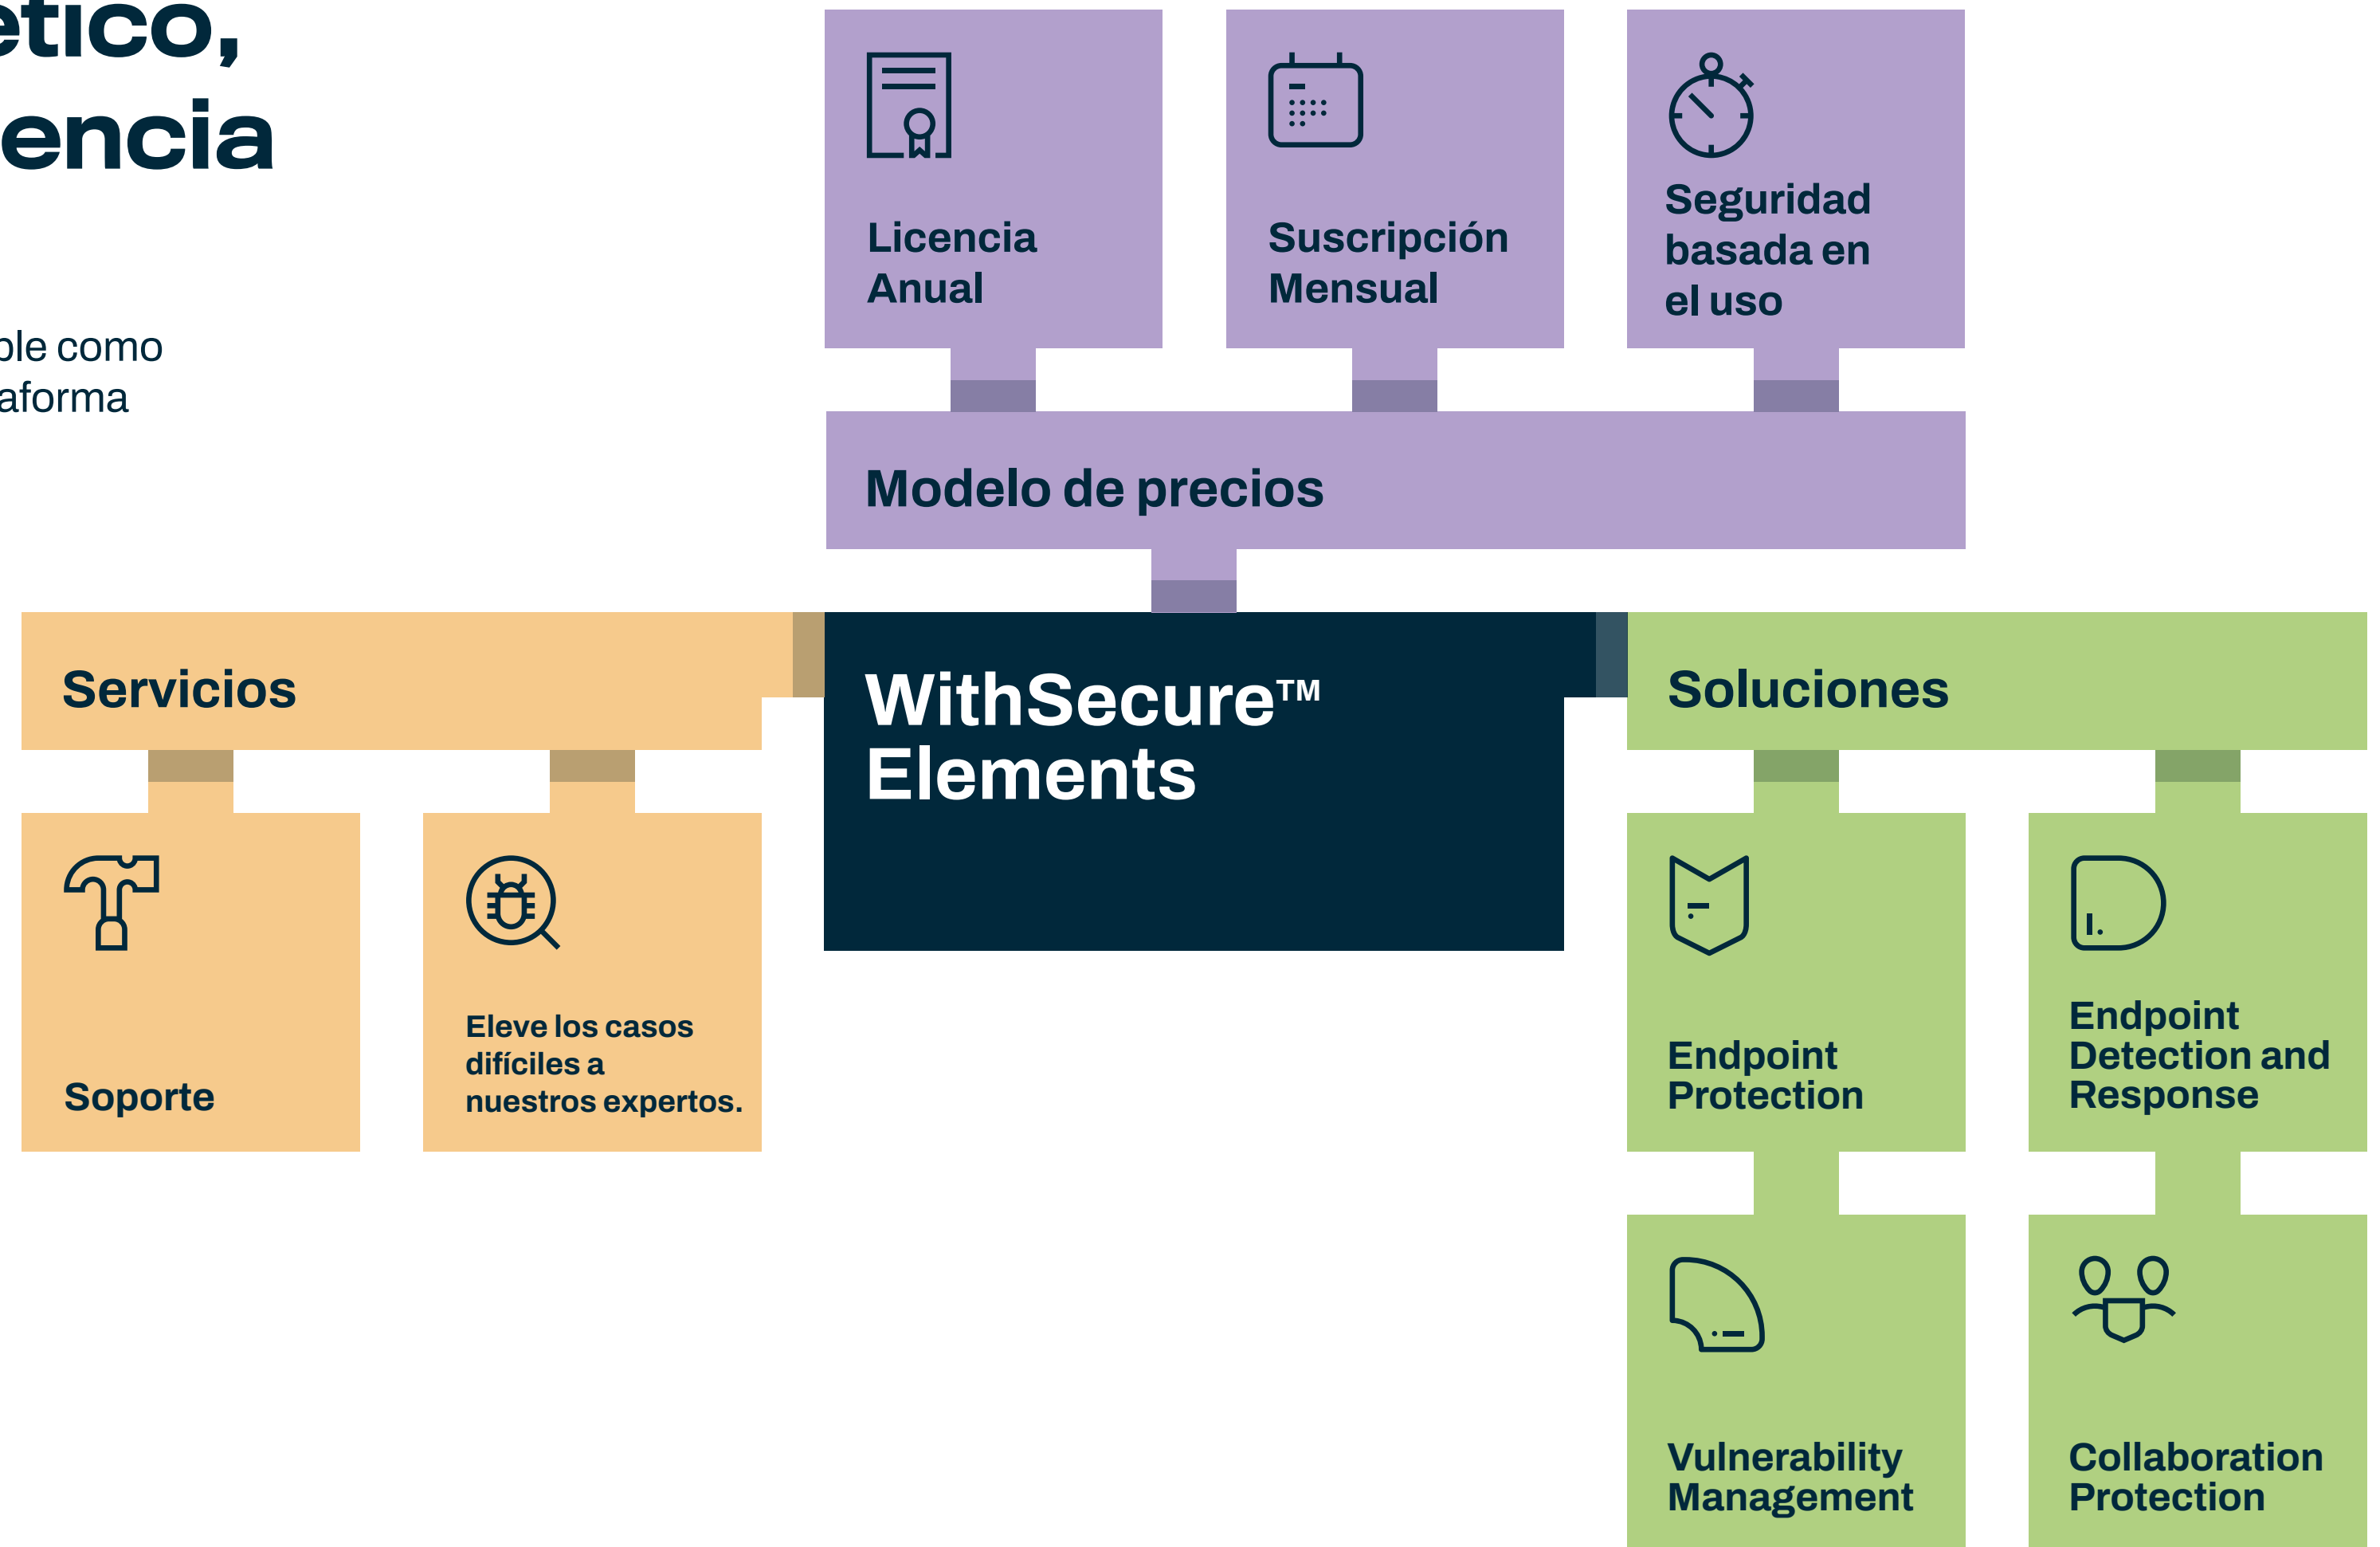 ético,
encia
ble como
aforma
Licencia
Anual
Suscripción
Mensual
Seguridad
basada en
el uso
Modelo de precios
Servicios
WithSecure™
Elements
Soluciones
Soporte
Eleve los casos
difíciles a
nuestros expertos.
Endpoint
Protection
Endpoint
Detection and
Response
Vulnerability
Management
Collaboration
Protection